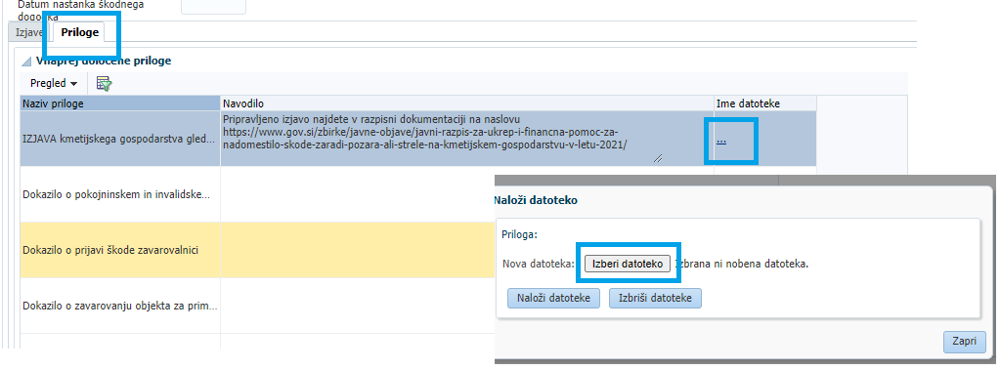 Datum nastanka škodnega
dogodka
Izjave
Priloge
Vnaprej določene priloge
Pregled
Naziv priloge
Navodilo
Ime datoteke
IZJAVA kmetijskega gospodarstva gled...
Pripravljeno izjavo najdete v razpisni dokumentaciji na naslovu
https://www.gov.si/zbirke/javne-objave/javni-razpis-za-ukrep-i-financna-pomoc-za-
nadomestilo-skode-zaradi-pozara-ali-strele-na-kmetijskem-gospodarstvu-v-letu-2021/
...
Dokazilo o pokojninskem in invalidske...
Dokazilo o prijavi škode zavarovalnici
Dokazilo o zavarovanju objekta za prim...
Naloži datoteko
Priloga:
Nova datoteka:
Izberi datoteko
Izbrana ni nobena datoteka.
Naloži datoteke
Izbriši datoteke
Zapri